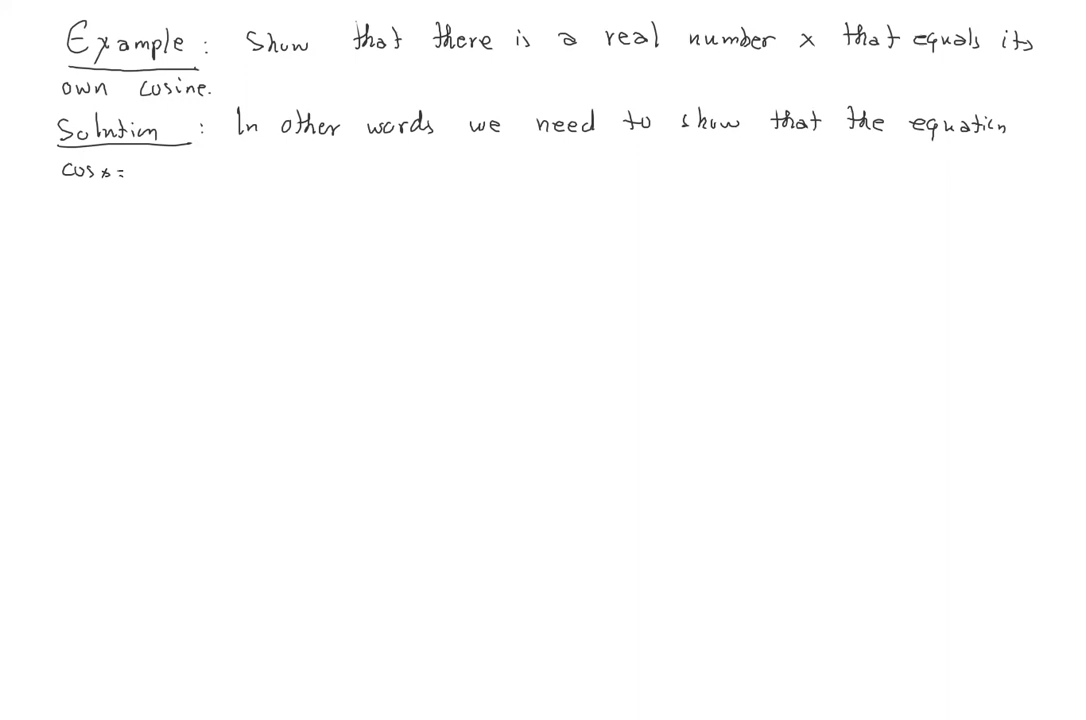 Example: Show that there is a real number x that equals its
own cosine.
Solution: In other words we need to show that the equation
cos x =